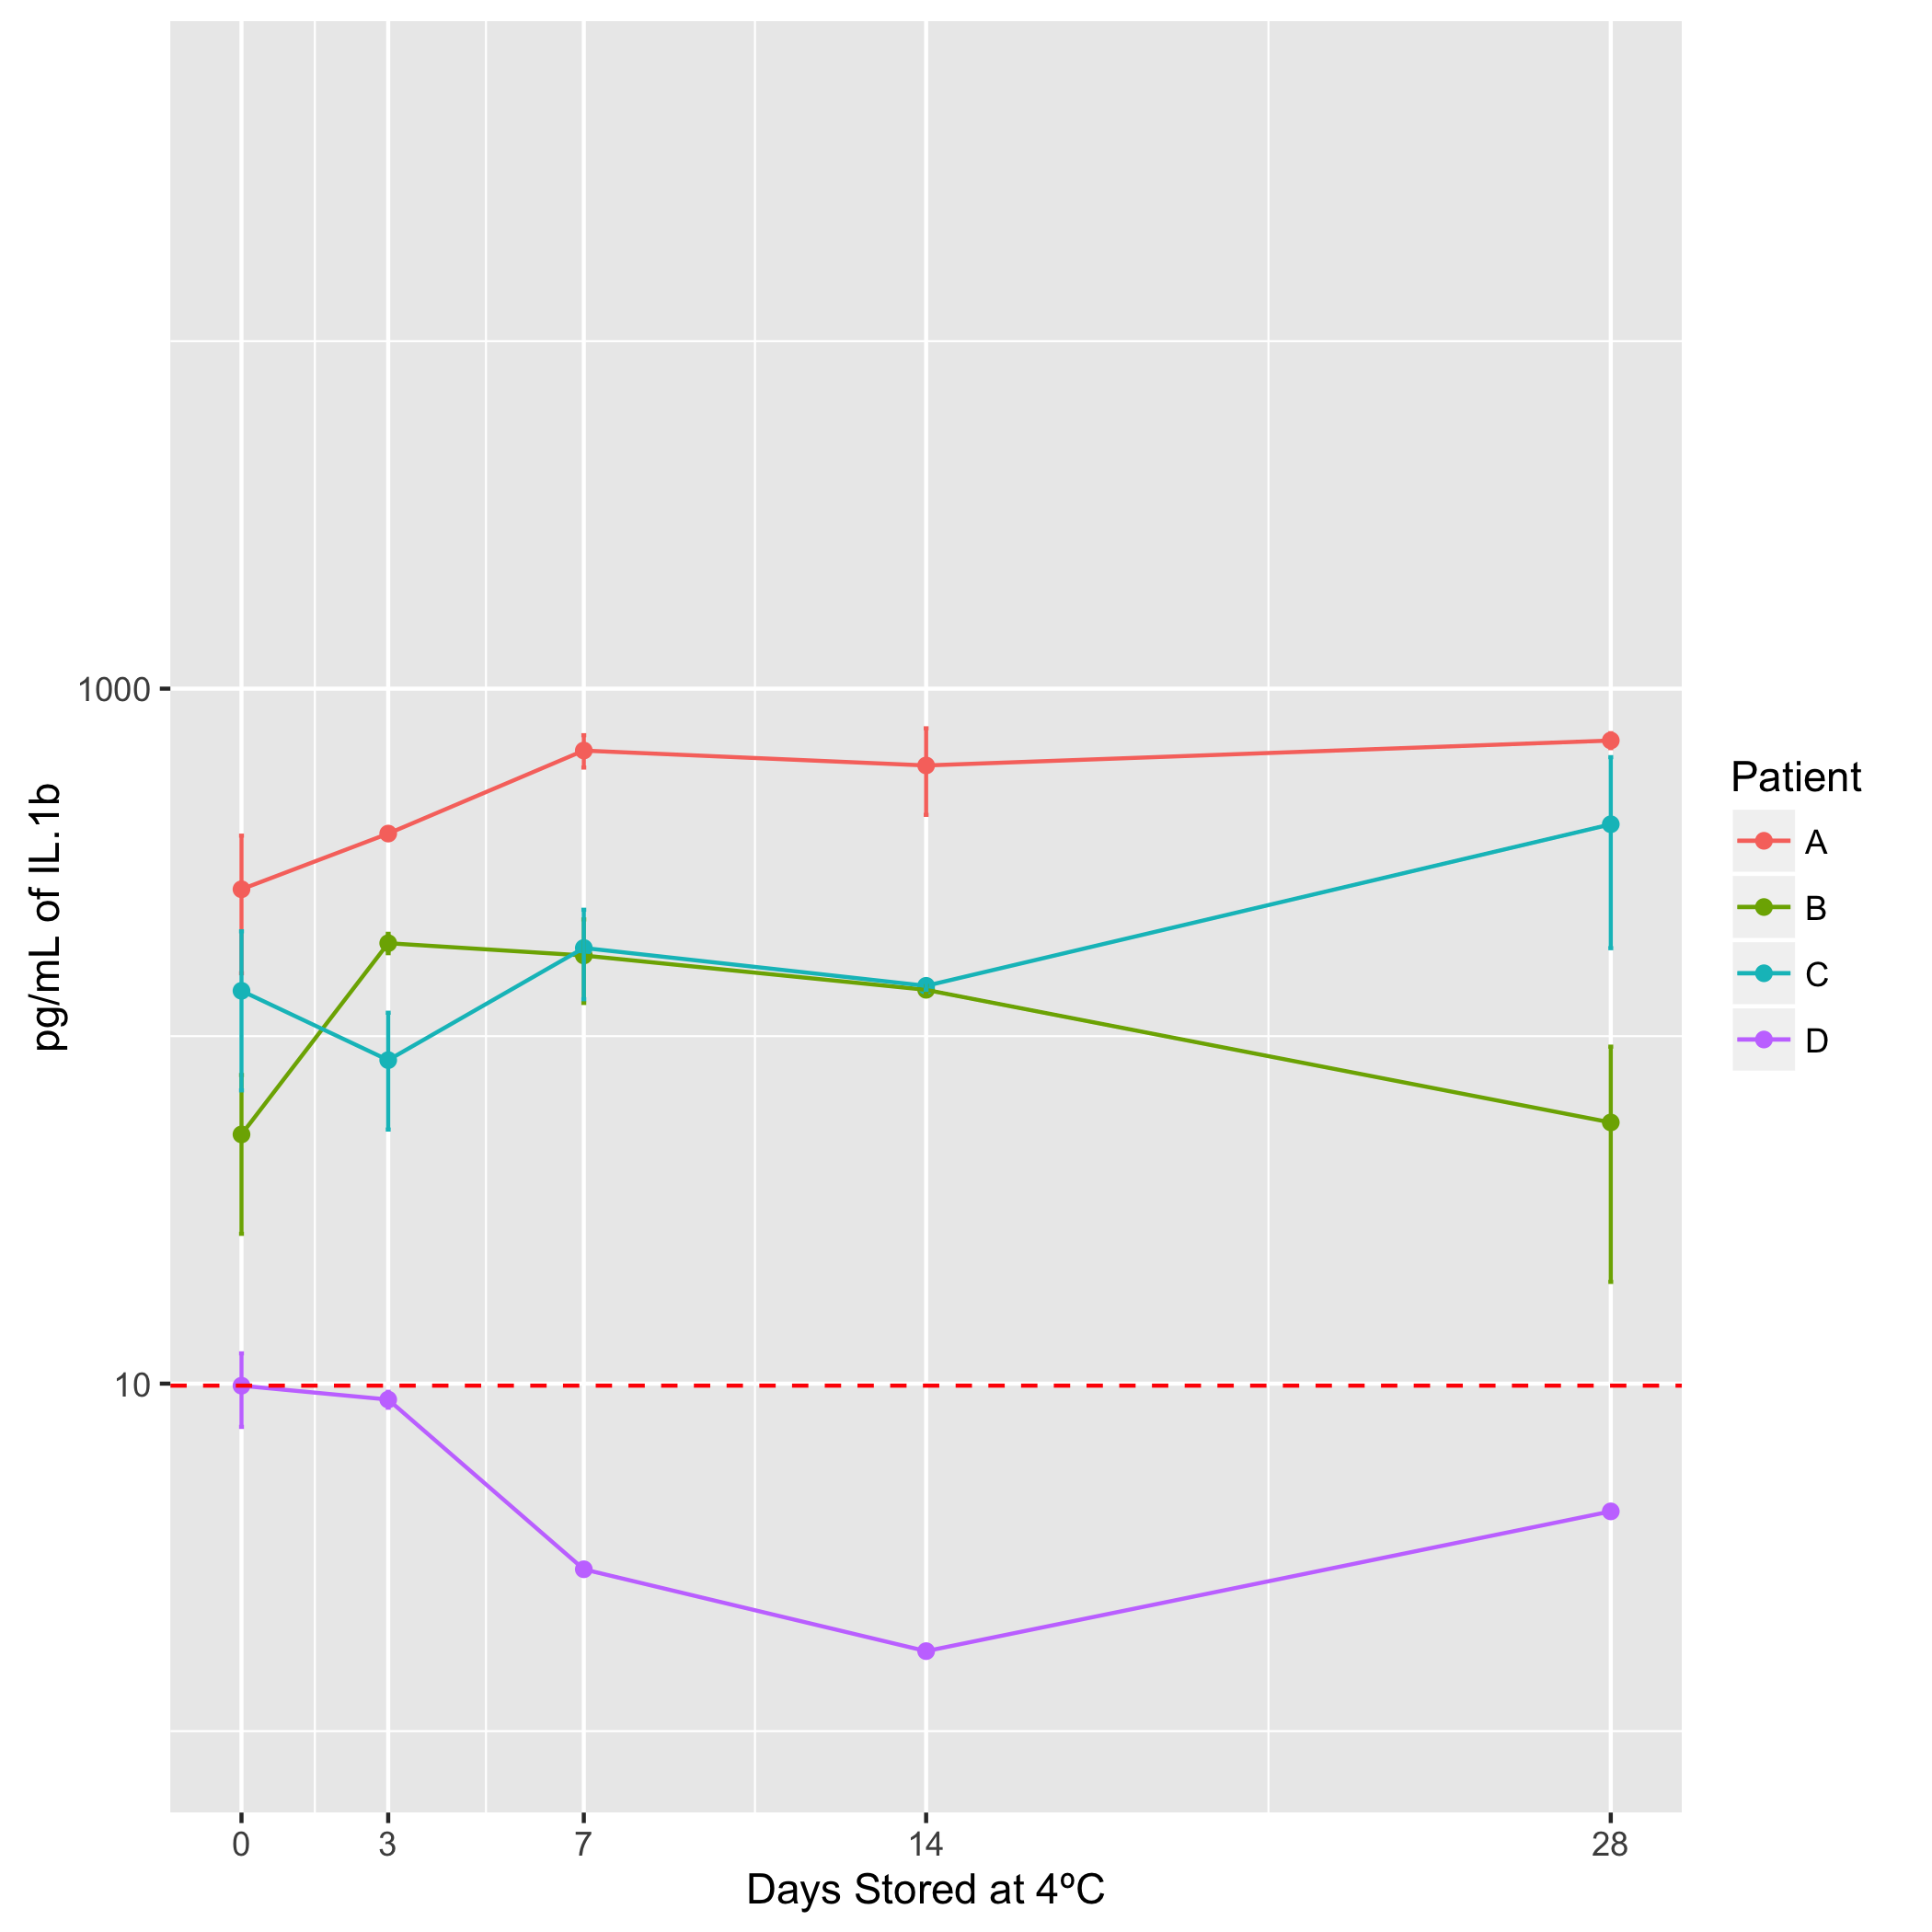 pg/mL of IL.1b
1000
10
0 3 7 14 28
Days Stored at 4ºC
Patient
A
B
C
D